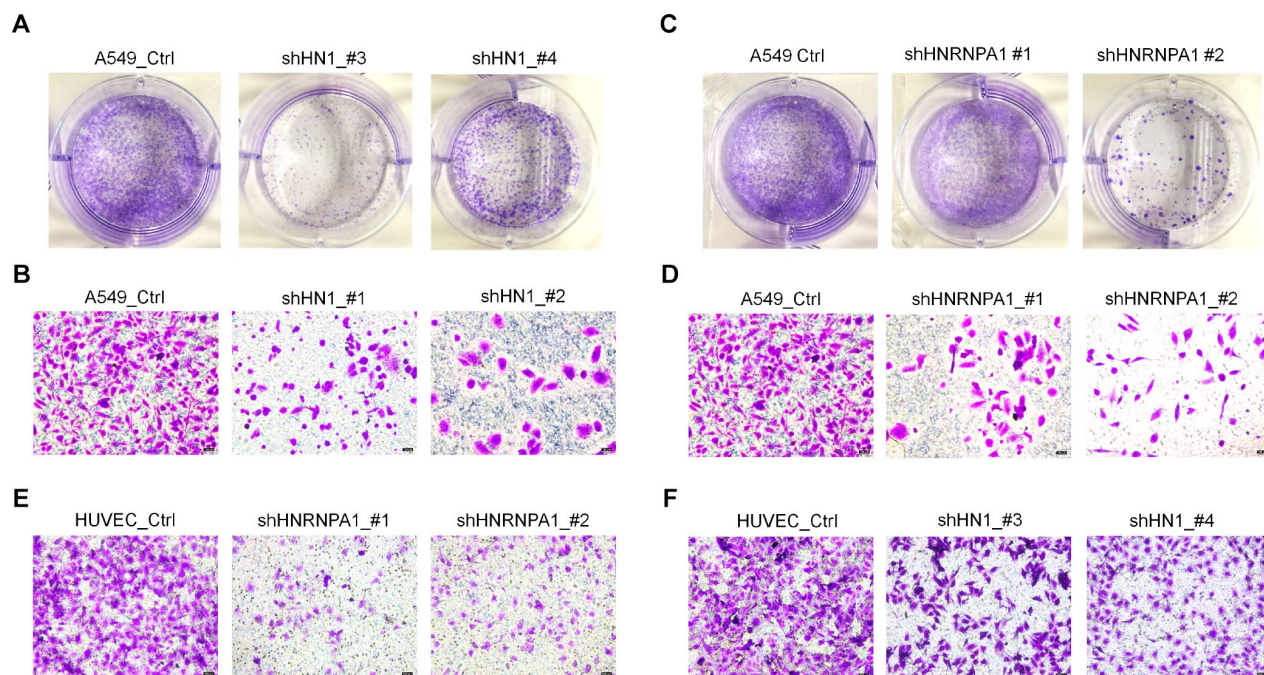 A
A549_Ctrl
shHN1_#3
shHN1_#4
C
A549 Ctrl
shHNRNPA1 #1
shHNRNPA1 #2
B
A549_Ctrl
shHN1_#1
shHN1_#2
D
A549_Ctrl
shHNRNPA1_#1
shHNRNPA1_#2
E
HUVEC_Ctrl
shHNRNPA1_#1
shHNRNPA1_#2
F
HUVEC_Ctrl
shHN1_#3
shHN1_#4